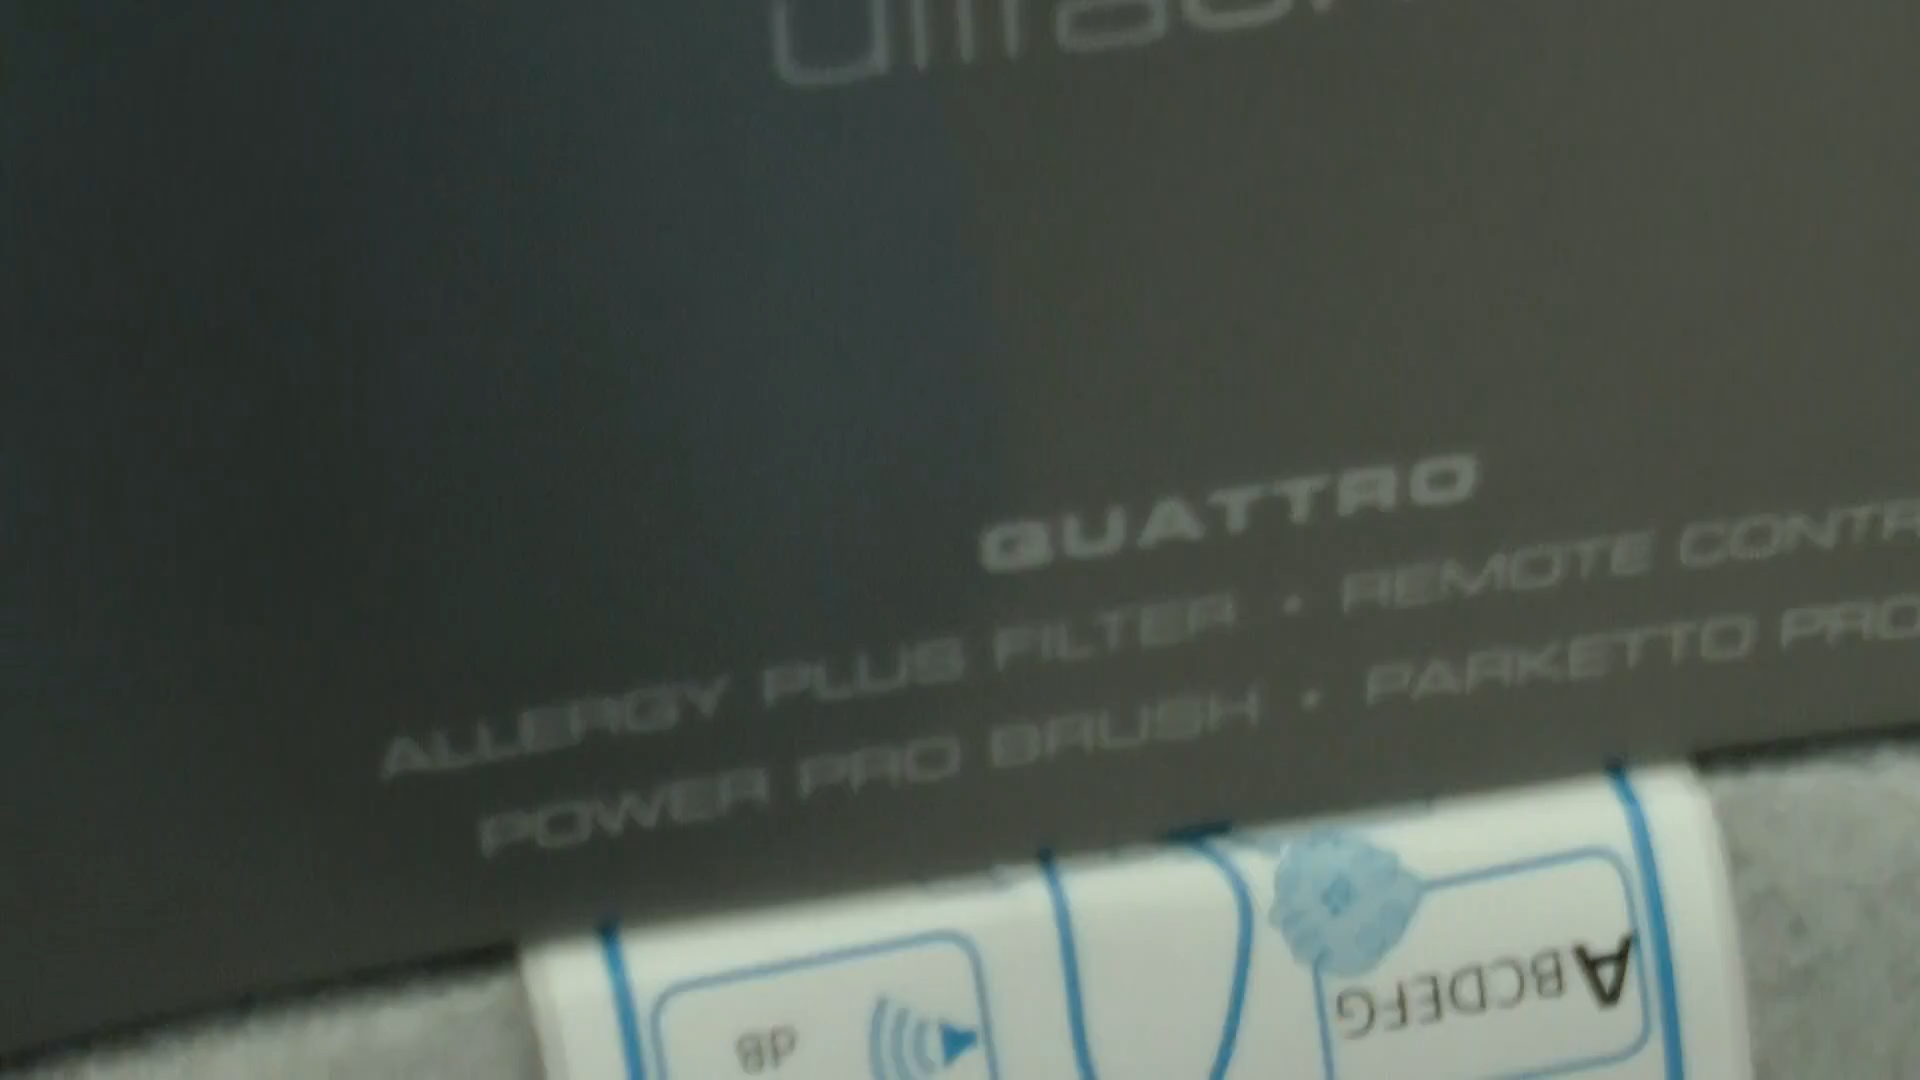 QUATTRO
ALLERGY PLUS FILTER • REMOTE CONTR
POWER PRO BRUSH • PARKETTO PRO
ABCDEFG
dB